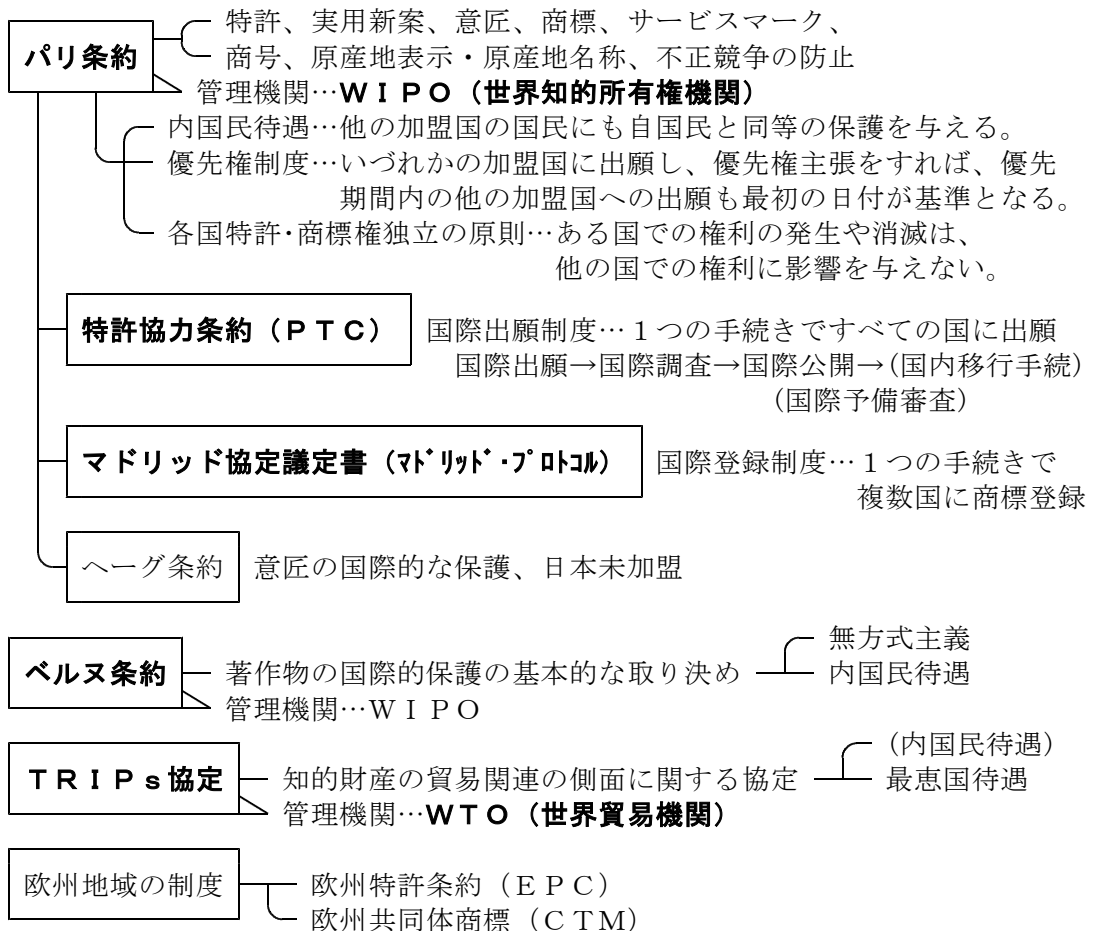 パリ条約
特許、実用新案、意匠、商標、サービスマーク、
商号、原産地表示・原産地名称、不正競争の防止
管理機関…ＷＩＰＯ（世界知的所有権機関）
内国民待遇…他の加盟国の国民にも自国民と同等の保護を与える。
優先権制度…いづれかの加盟国に出願し、優先権主張をすれば、優先
期間内の他の加盟国への出願も最初の日付が基準となる。
各国特許･商標権独立の原則…ある国での権利の発生や消滅は、
他の国での権利に影響を与えない。
特許協力条約（ＰＴＣ） 国際出願制度…１つの手続きですべての国に出願
国際出願→国際調査→国際公開→(国内移行手続)
(国際予備審査)
マドリッド協定議定書（ﾏﾄﾞﾘｯﾄﾞ･ﾌﾟﾛﾄｺﾙ） 国際登録制度…１つの手続きで
複数国に商標登録
ヘーグ条約 意匠の国際的な保護、日本未加盟
ベルヌ条約 著作物の国際的保護の基本的な取り決め
無方式主義
内国民待遇
管理機関…ＷＩＰＯ
ＴＲＩＰｓ協定 知的財産の貿易関連の側面に関する協定
(内国民待遇)
最恵国待遇
管理機関…ＷＴＯ（世界貿易機関）
欧州地域の制度 欧州特許条約（ＥＰＣ）
欧州共同体商標（ＣＴＭ）